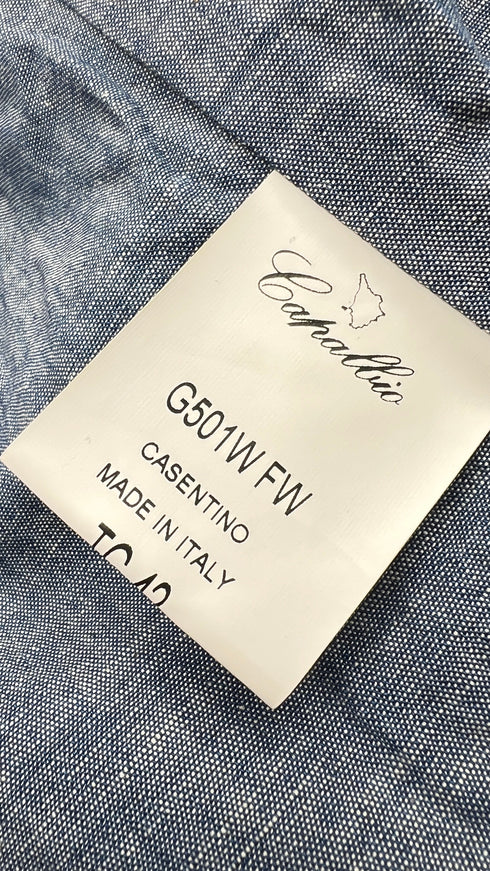 Capalbio
G501W FW
CASENTINO
MADE IN ITALY